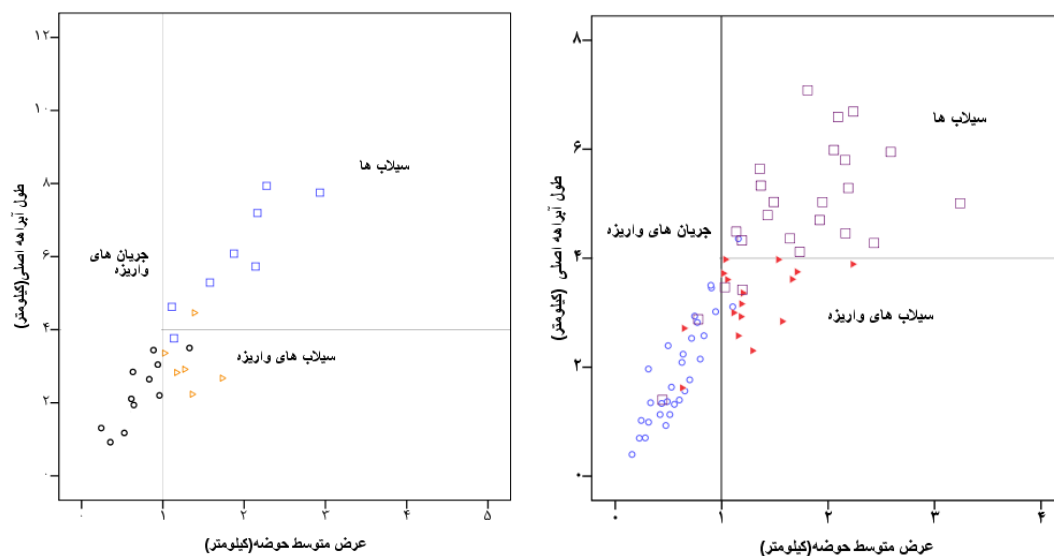 ۱۲
۱۰
۸
۶
۴
۲
۰
طول آبراهه اصلی(کیلومتر)
سیلاب ها
جریان های
واریزه
سیلاب های واریزه
۰ ۱ ۲ ۳ ۴ ۵
عرض متوسط حوضه(کیلومتر)
۸
۶
۴
۲
۰
طول آبراهه اصلی (کیلومتر)
سیلاب ها
جریان های واریزه
سیلاب های واریزه
۰ ۱ ۲ ۳ ۴
عرض متوسط حوضه(کیلومتر)